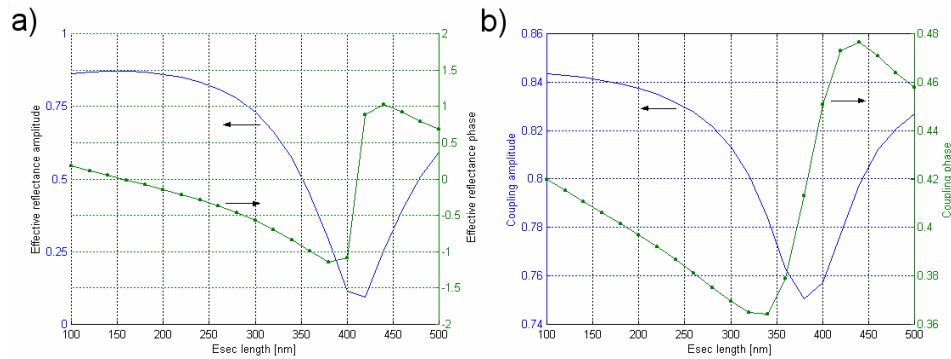 a)
b)
1
0.75
0.5
0.25
0
Effective reflectance amplitude
2
1.5
1
0.5
0
-0.5
-1
-1.5
-2
Effective reflectance phase
100 150 200 250 300 350 400 450 500
Esec length [nm]
0.86
0.84
0.82
0.8
0.78
0.76
0.74
Coupling amplitude
0.48
0.46
0.44
0.42
0.4
0.38
0.36
Coupling phase
100 150 200 250 300 350 400 450 500
Esec length [nm]